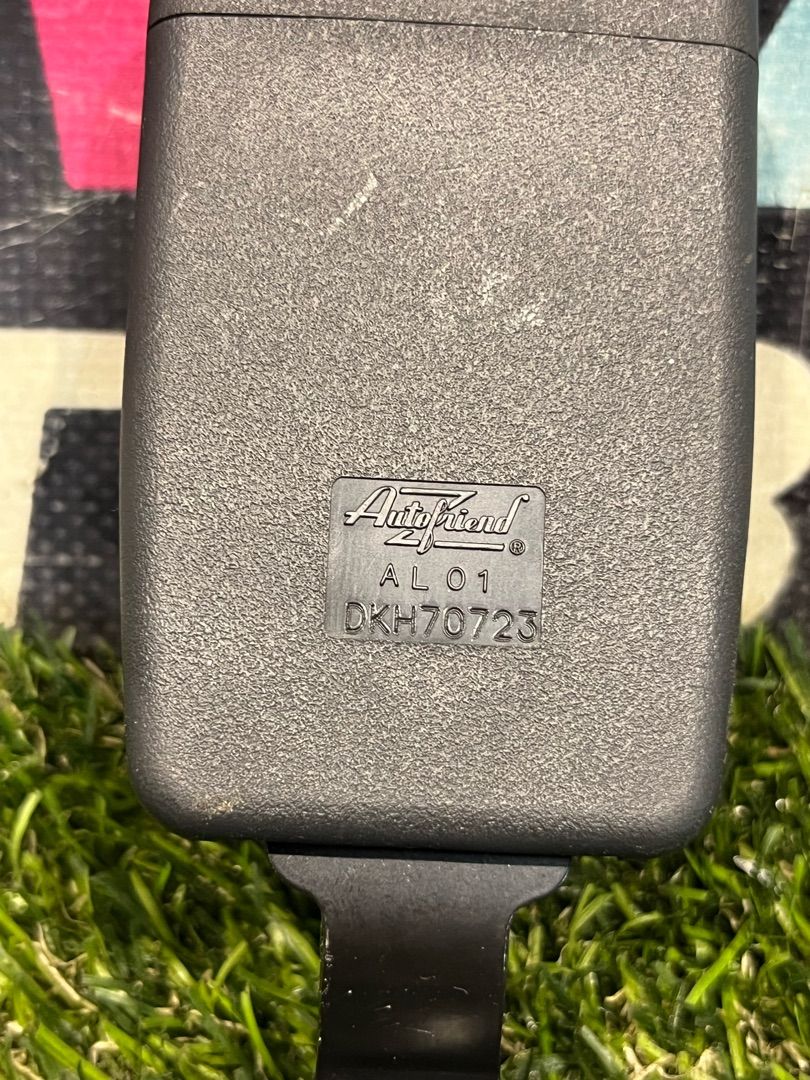 Autofriend ®
AL01
DKH70723